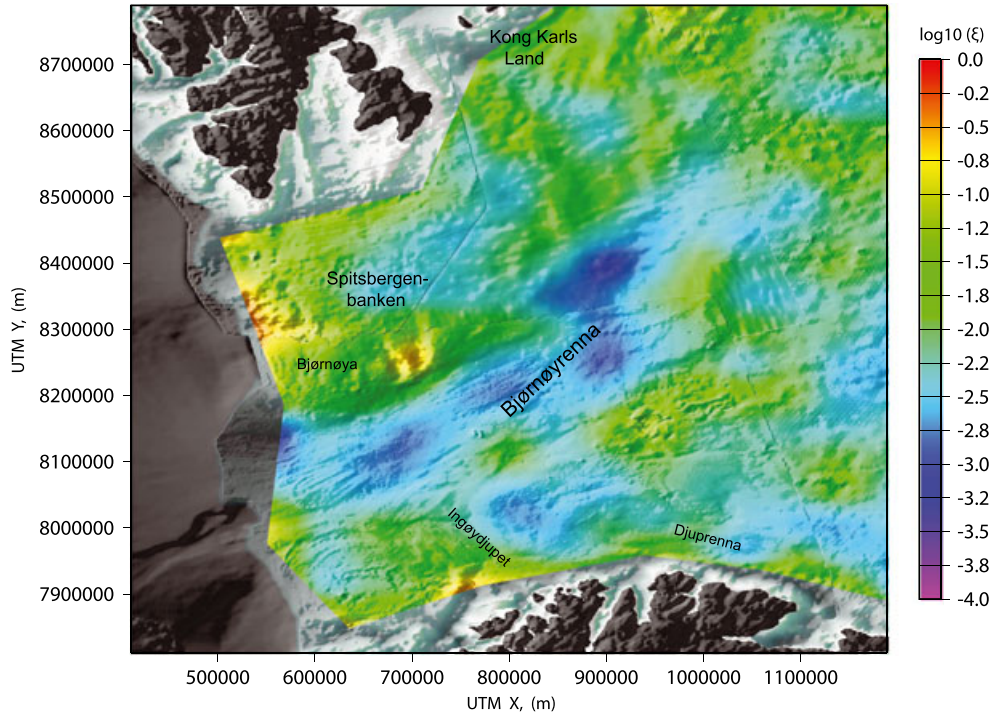 Kong Karls
Land
log10 (ξ)
8700000
8600000
8500000
8400000
8300000
8200000
8100000
8000000
7900000
UTM Y, (m)
Spitsbergen-
banken
Bjørnøya
Bjørnøyrenna
Ingøydjupet
Djuprenna
0.0
-0.2
-0.5
-0.8
-1.0
-1.2
-1.5
-1.8
-2.0
-2.2
-2.5
-2.8
-3.0
-3.2
-3.5
-3.8
-4.0
500000 600000 700000 800000 900000 1000000 1100000
UTM X, (m)